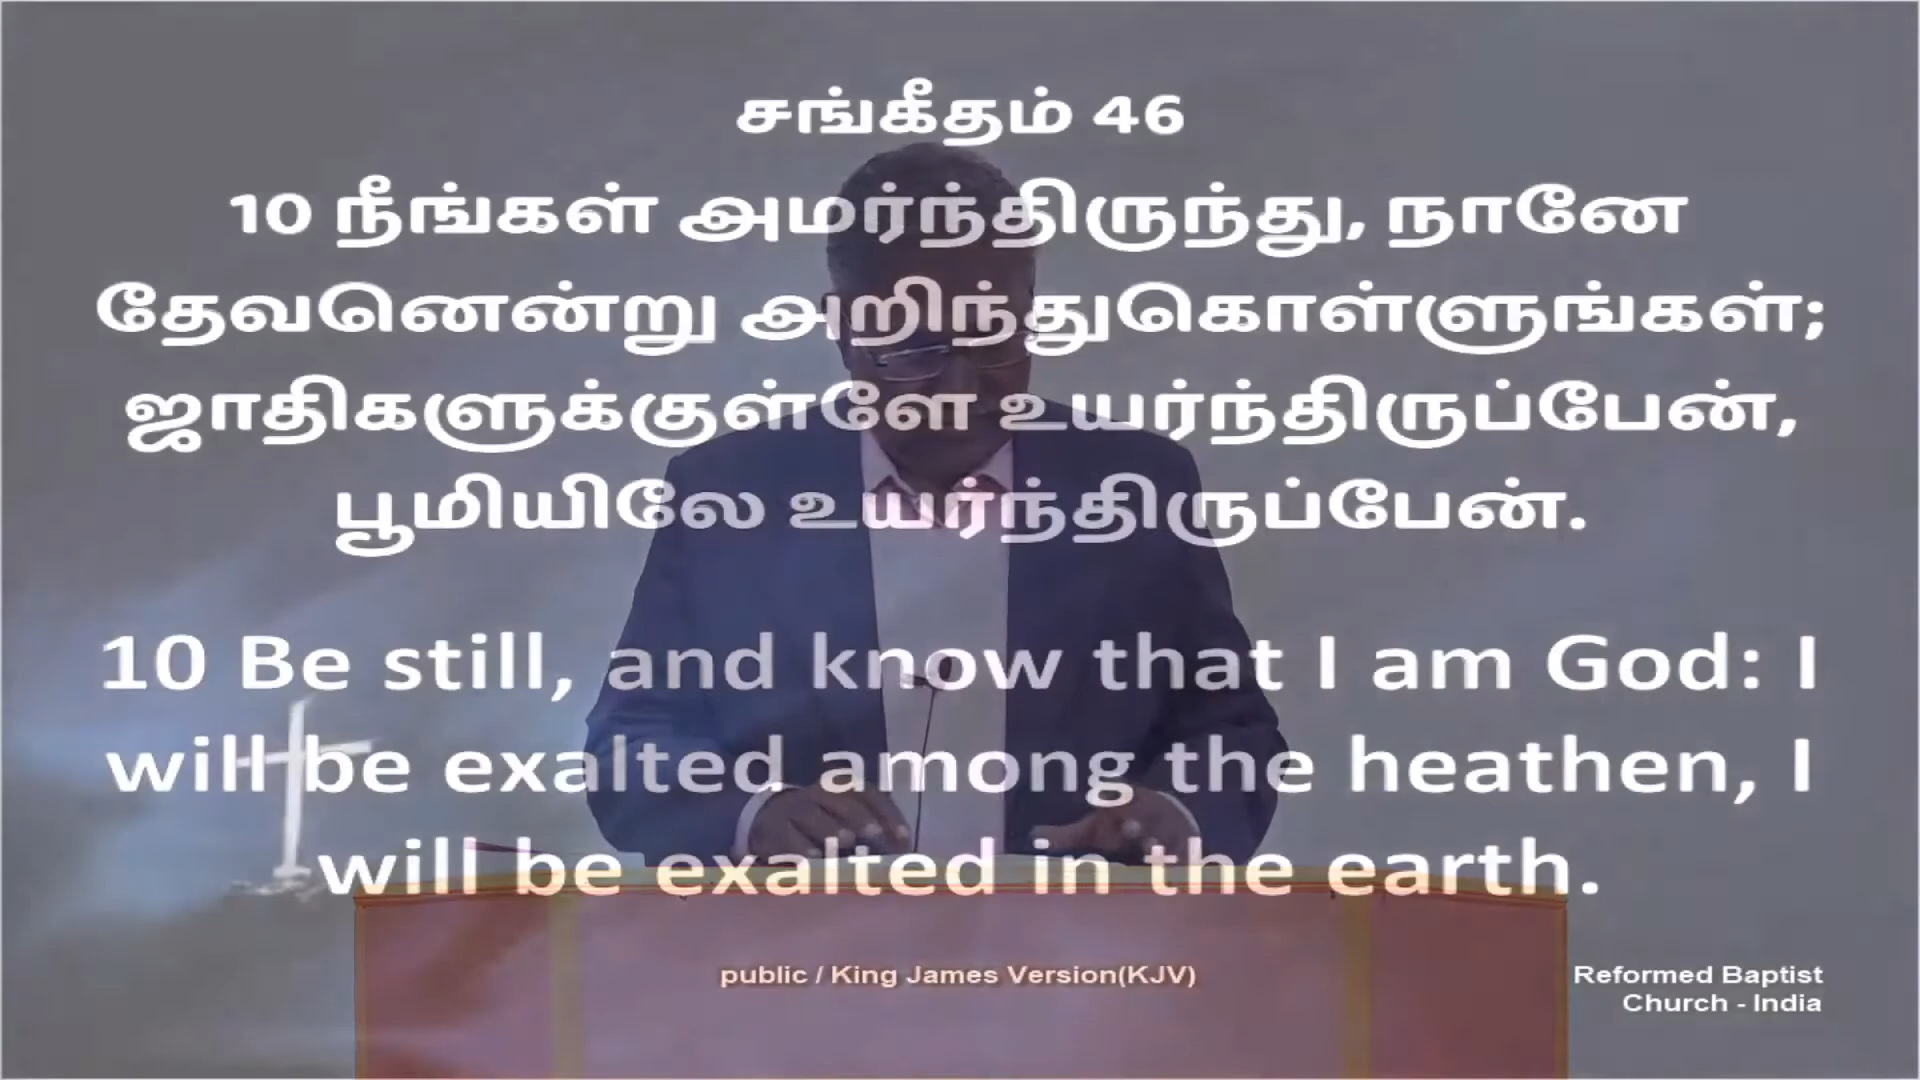 சங்கீதம் 46
10 நீங்கள் அமர்ந்திருந்து, நானே
தேவனென்று அறிந்துகொள்ளுங்கள்;
ஜாதிகளுக்குள்ளே உயர்ந்திருப்பேன்,
பூமியிலே உயர்ந்திருப்பேன்.
10 Be still, and know that I am God: I
will be exalted among the heathen, I
will be exalted in the earth.
public / King James Version(KJV)
Reformed Baptist
Church - India